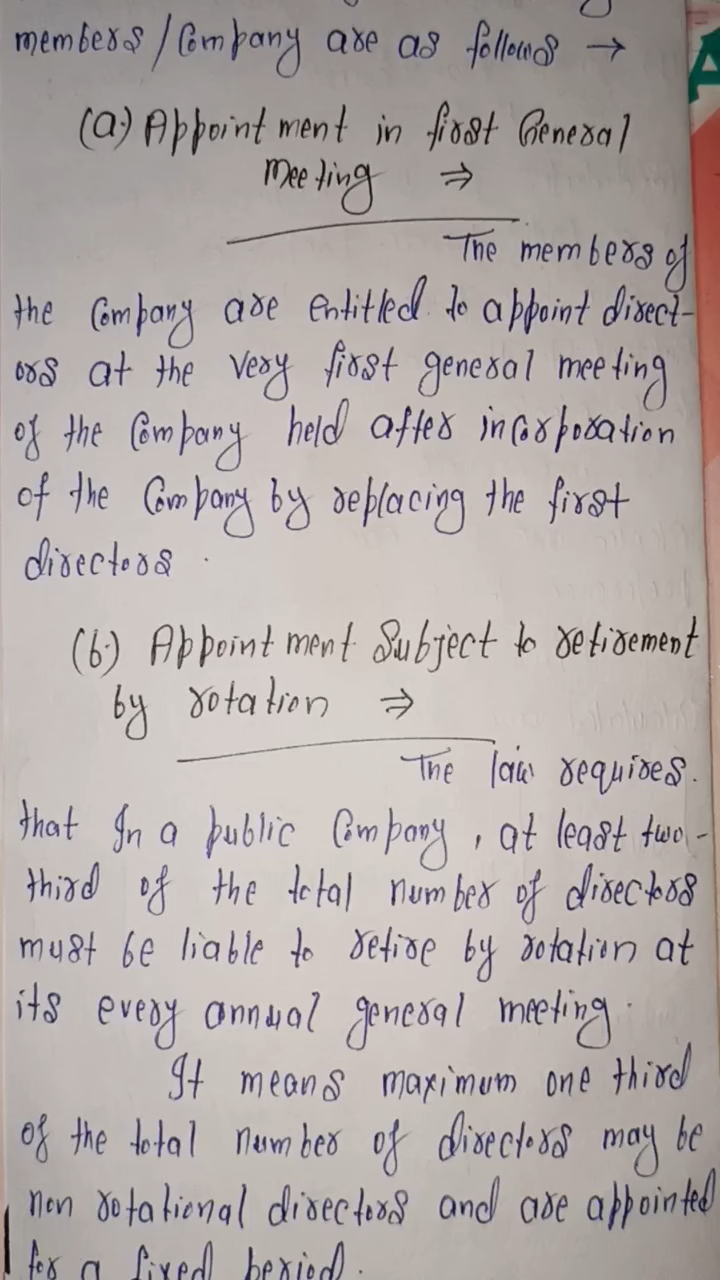 members/Company are as follows →
(a.) Appointment in first General
Meeting ⇒
The members of
the Company are entitled to appoint direct-
ors at the very first general meeting
of the Company held after incorporation
of the Company by replacing the first
directors.
(b.) Appointment Subject to retirement
by rotation ⇒
The law requires.
that In a public Company, at least two-
third of the total number of directors
must be liable to retire by rotation at
its every annual general meeting.
It means maximum one third
of the total number of directors may be
non rotational directors and are appointed
for a fixed period.
A